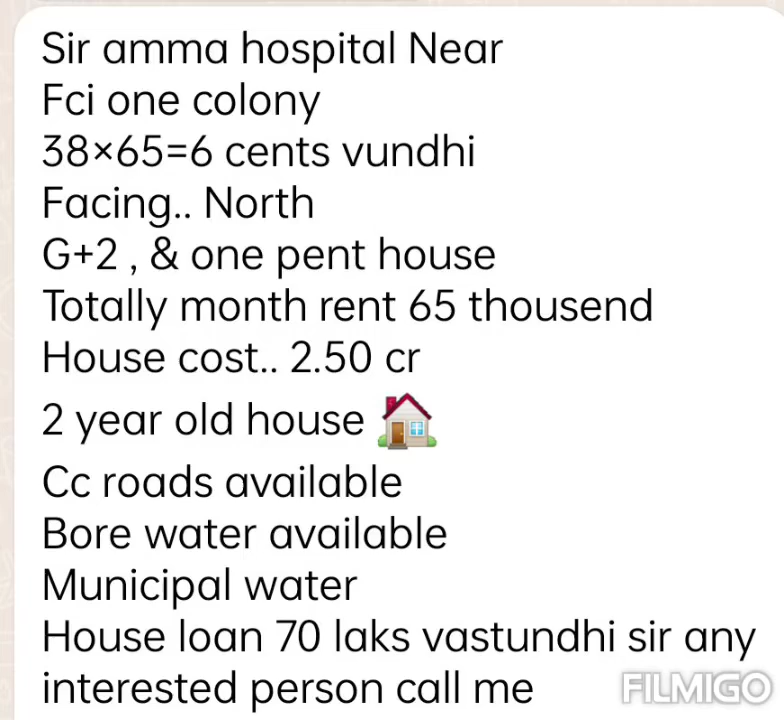 Sir amma hospital Near
Fci one colony
38×65=6 cents vundhi
Facing.. North
G+2 , & one pent house
Totally month rent 65 thousend
House cost.. 2.50 cr
2 year old house 🏠
Cc roads available
Bore water available
Municipal water
House loan 70 laks vastundhi sir any
interested person call me
FILMIGO